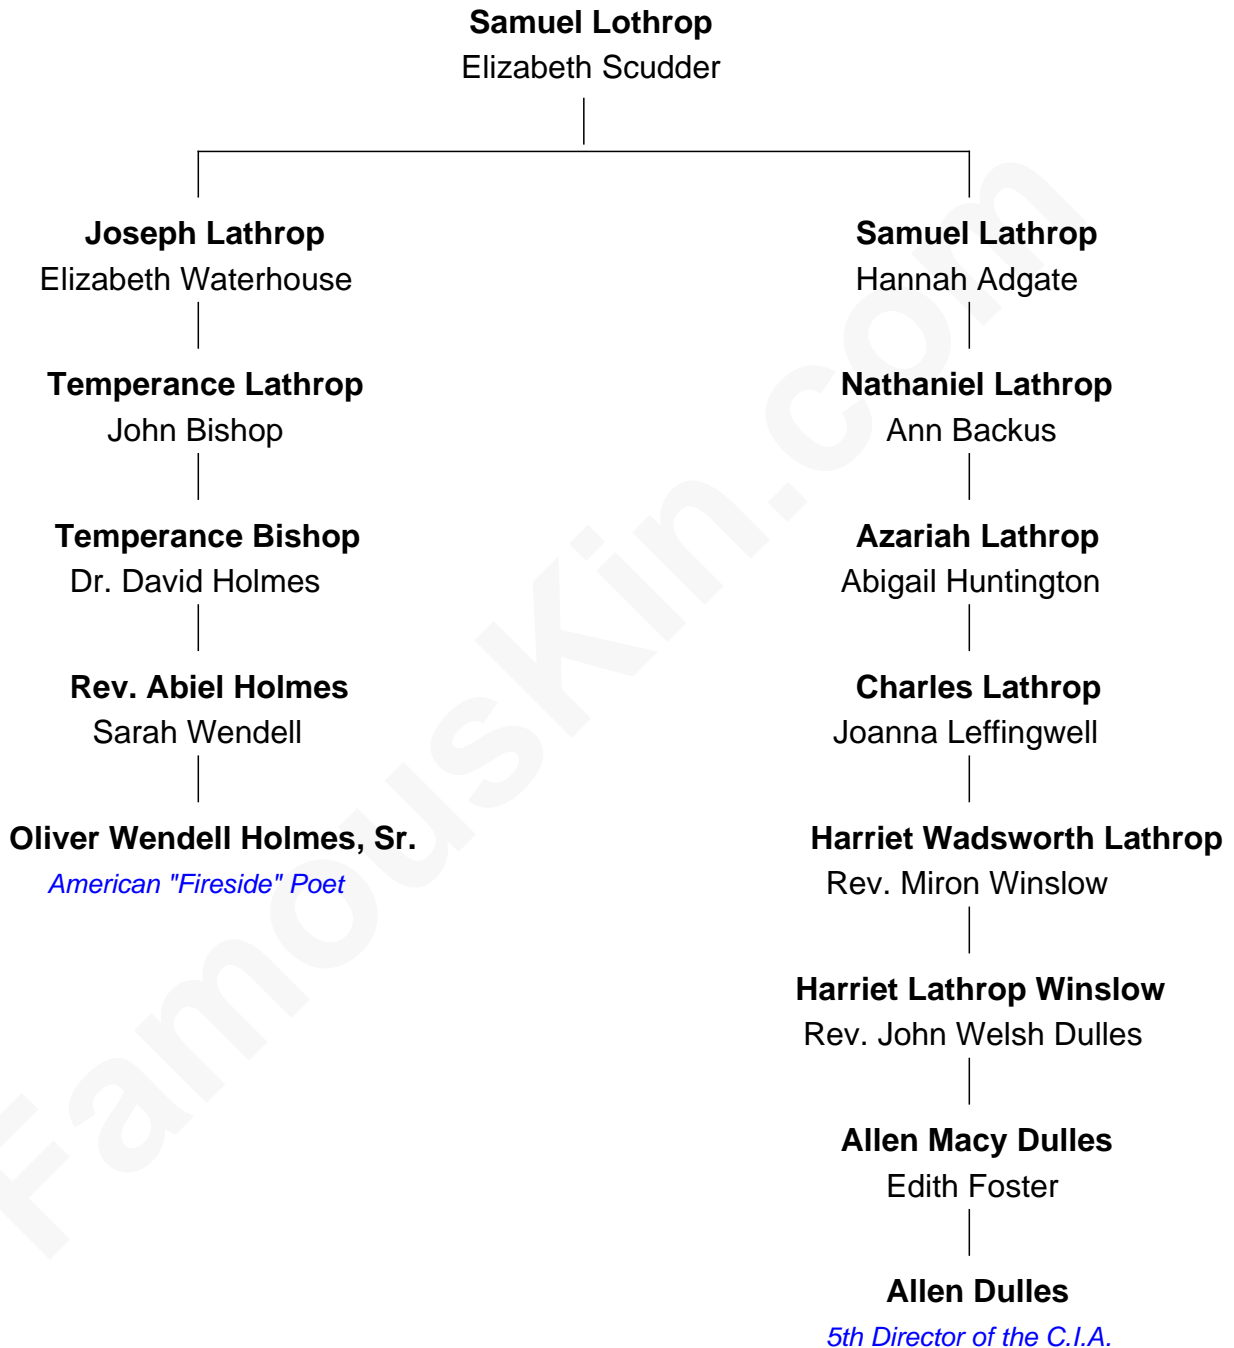 Samuel Lothrop
Elizabeth Scudder
Joseph Lathrop
Elizabeth Waterhouse
Temperance Lathrop
John Bishop
Temperance Bishop
Dr. David Holmes
Rev. Abiel Holmes
Sarah Wendell
Oliver Wendell Holmes, Sr.
American "Fireside" Poet
Samuel Lathrop
Hannah Adgate
Nathaniel Lathrop
Ann Backus
Azariah Lathrop
Abigail Huntington
Charles Lathrop
Joanna Leffingwell
Harriet Wadsworth Lathrop
Rev. Miron Winslow
Harriet Lathrop Winslow
Rev. John Welsh Dulles
Allen Macy Dulles
Edith Foster
Allen Dulles
5th Director of the C.I.A.
FamousKin.com